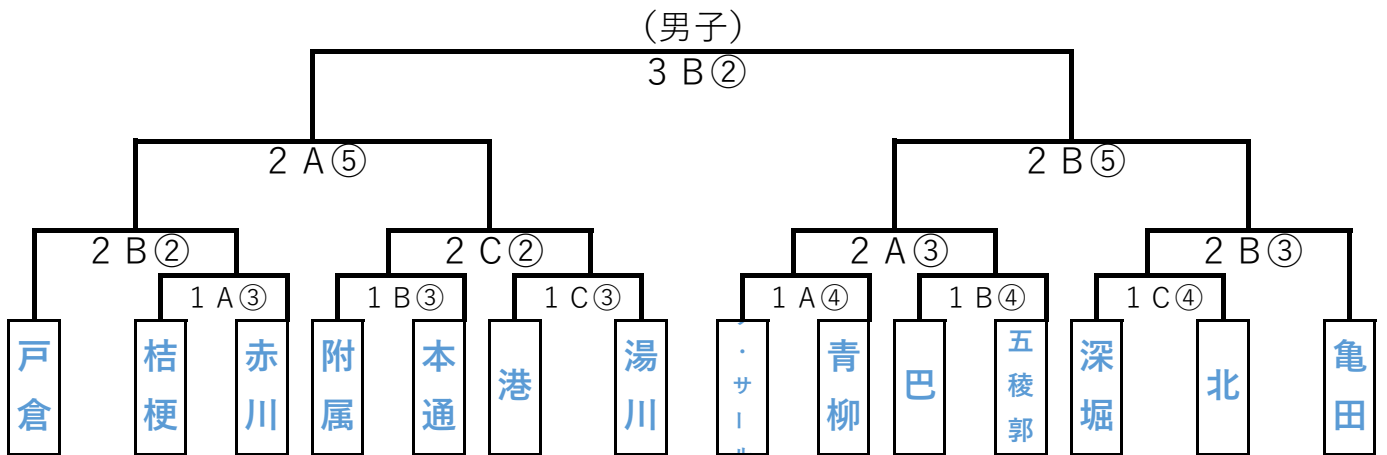 (男子)
3 B②
2 A⑤
2 B⑤
2 B②
2 C②
2 A③
2 B③
1 A③
1 B③
1 C③
1 A④
1 B④
1 C④
戸倉
桔梗
赤川
附属
本通
港
湯川
・サー
青柳
巴
五稜郭
深堀
北
亀田